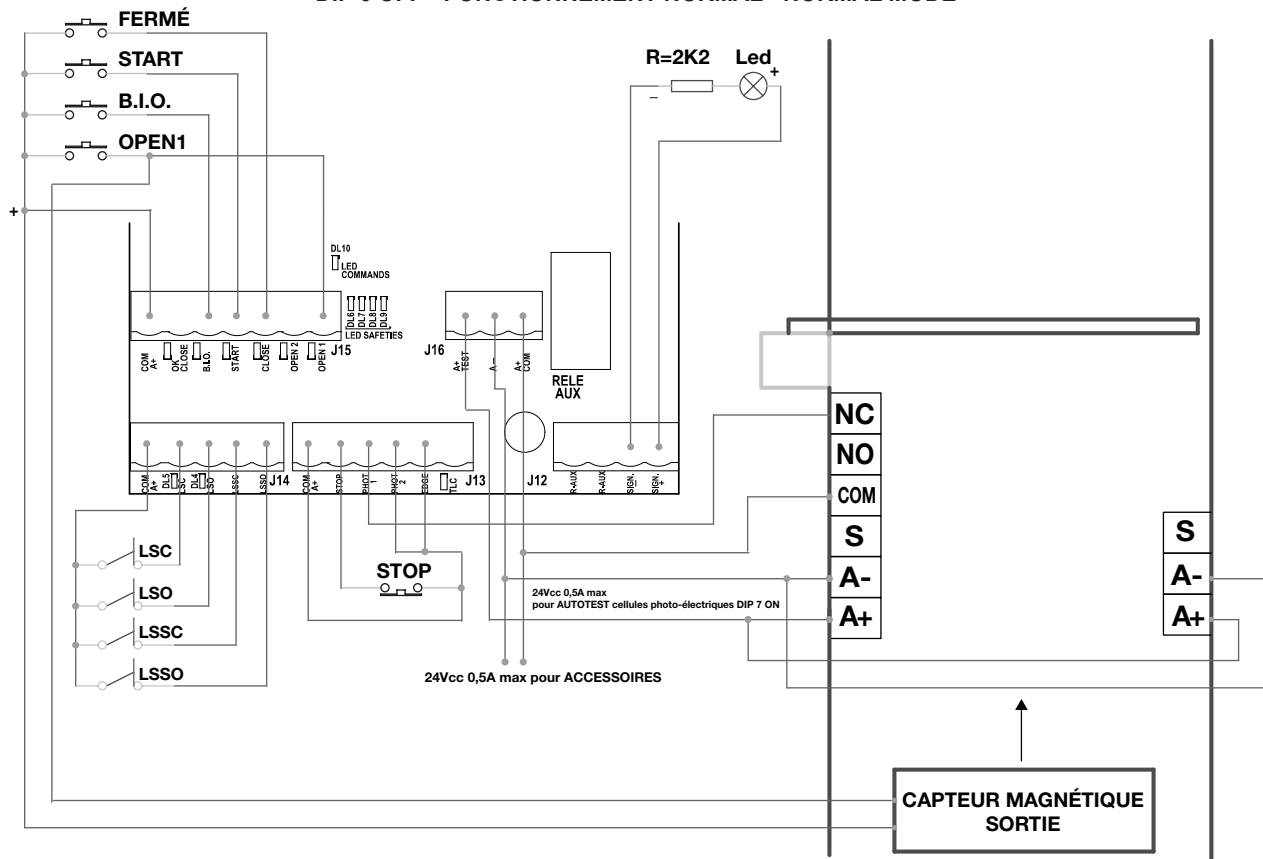 FERMÉ
START
B.I.O.
OPEN1
+
R=2K2 Led
+
–
DL10
LED
COMMANDS
DL6
DL7
DL8
DL9
LED SAFETIES
COM A+
OK CLOSE
B.I.O.
START
CLOSE
OPEN 2
OPEN 1
J15
J16
A+ TEST
A–
A+ COM
RELE
AUX
COM A+
DL5
LSC
DL4
LSO
LSSC
LSSO
J14
COM A+
STOP
PHOT 1
PHOT 2
EDGE
TLC
J13
J12
R-AUX
R-AUX
SIGN. –
SIGN. +
NC
NO
COM
S
A-
A+
S
A-
A+
LSC
LSO
LSSC
LSSO
STOP
24Vcc 0,5A max
pour AUTOTEST cellules photo-électriques DIP 7 ON
24Vcc 0,5A max pour ACCESSOIRES
CAPTEUR MAGNÉTIQUE
SORTIE